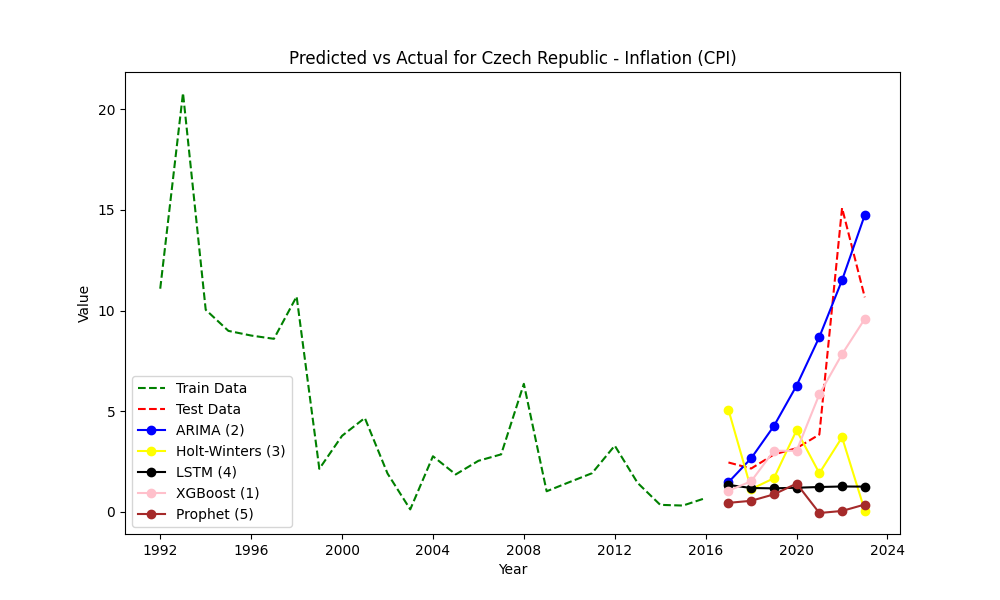 Predicted vs Actual for Czech Republic - Inflation (CPI)
Value
20
15
10
5
0
Train Data
Test Data
ARIMA (2)
Holt-Winters (3)
LSTM (4)
XGBoost (1)
Prophet (5)
1992 1996 2000 2004 2008 2012 2016 2020 2024
Year